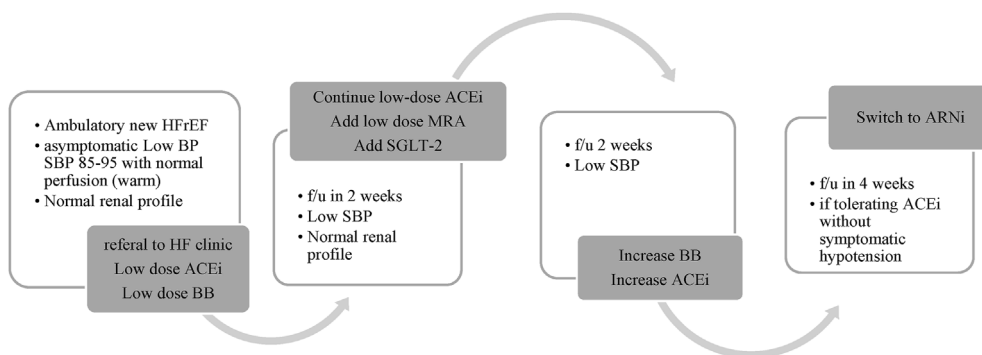 • Ambulatory new HFrEF
• asymptomatic Low BP
SBP 85-95 with normal
perfusion (warm)
• Normal renal profile
referal to HF clinic
Low dose ACEi
Low dose BB
Continue low-dose ACEi
Add low dose MRA
Add SGLT-2
• f/u in 2 weeks
• Low SBP
• Normal renal
profile
• f/u 2 weeks
• Low SBP
Increase BB
Increase ACEi
Switch to ARNi
• f/u in 4 weeks
• if tolerating ACEi
without
symptomatic
hypotension